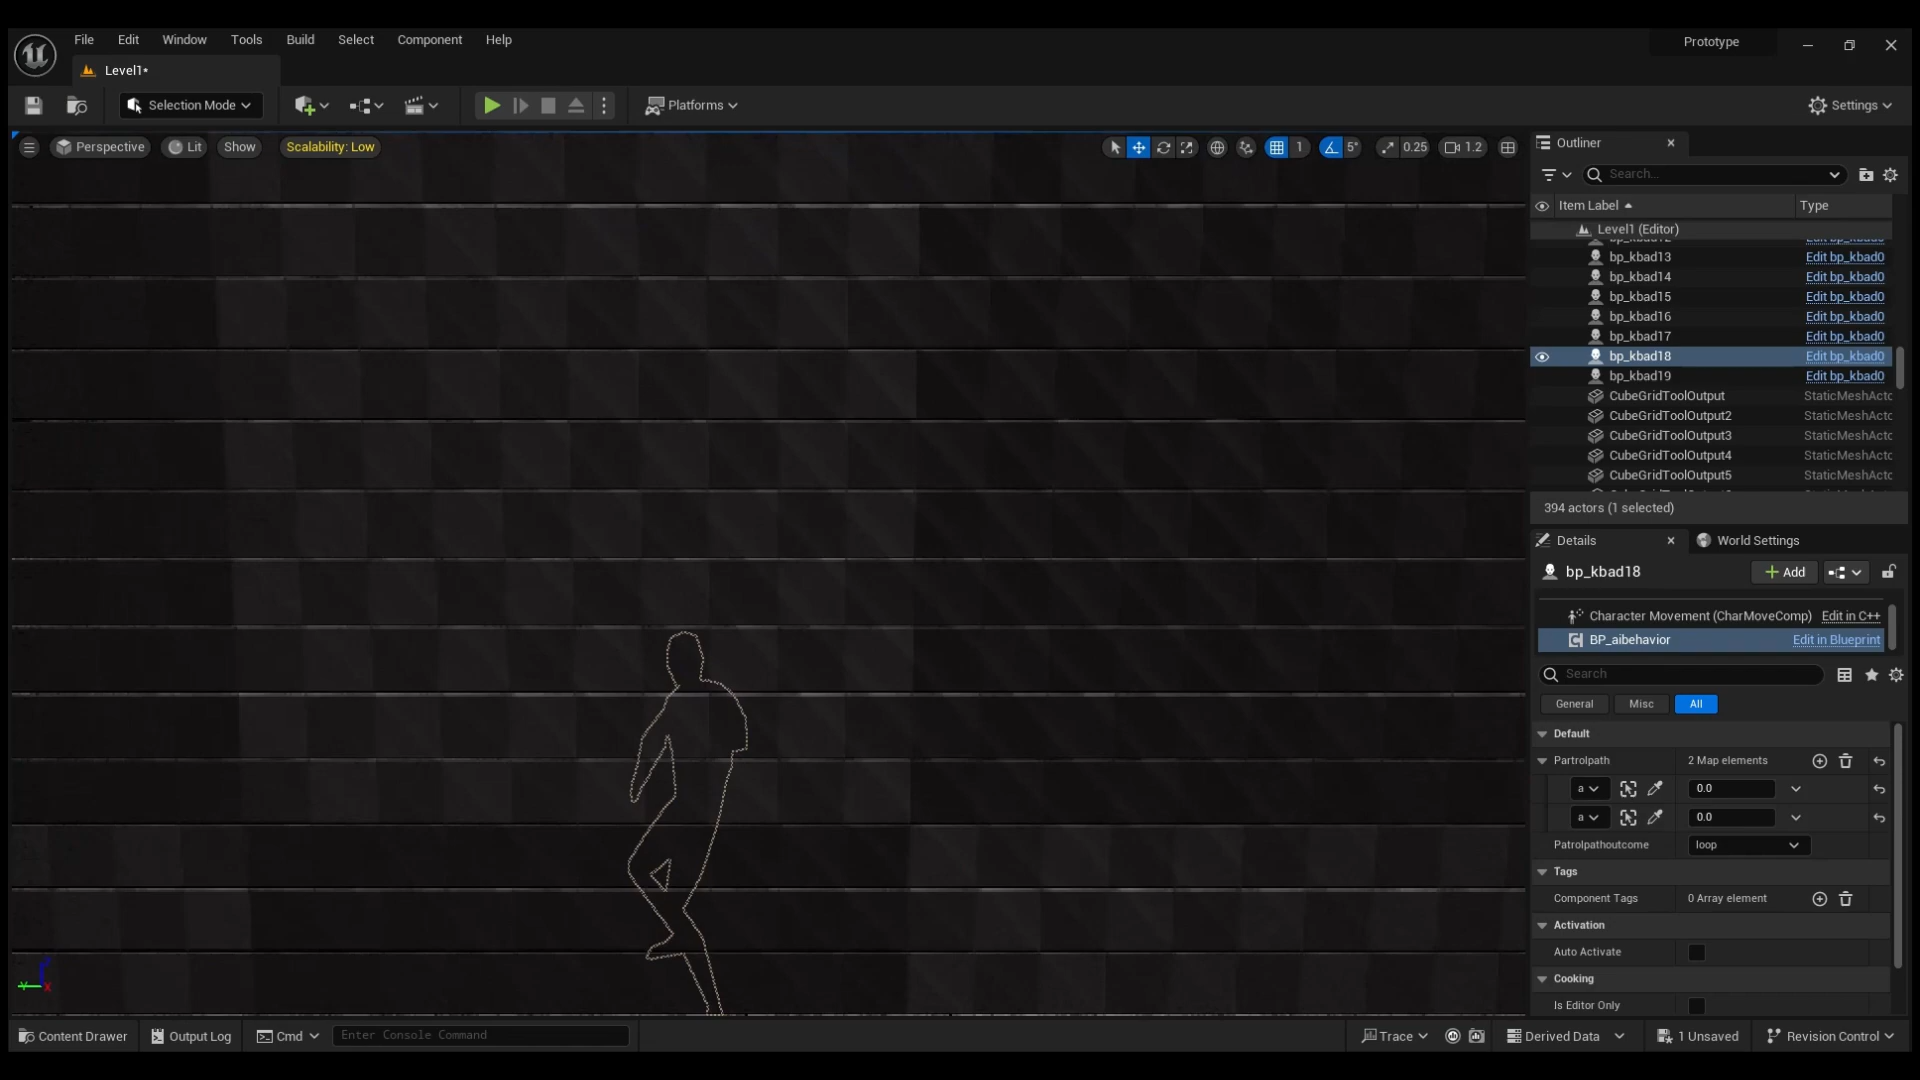 File Edit Window Tools Build Select Component Help
Prototype
Level1*
Selection Mode
Platforms
Settings
Perspective Lit Show Scalability: Low
1 5° 0.25 1.2
Outliner
Search...
Item Label Type
Level1 (Editor)
bp_kbad12 Edit bp_kbad0
bp_kbad13 Edit bp_kbad0
bp_kbad14 Edit bp_kbad0
bp_kbad15 Edit bp_kbad0
bp_kbad16 Edit bp_kbad0
bp_kbad17 Edit bp_kbad0
bp_kbad18 Edit bp_kbad0
bp_kbad19 Edit bp_kbad0
CubeGridToolOutput StaticMeshActo
CubeGridToolOutput2 StaticMeshActo
CubeGridToolOutput3 StaticMeshActo
CubeGridToolOutput4 StaticMeshActo
CubeGridToolOutput5 StaticMeshActo
394 actors (1 selected)
Details World Settings
bp_kbad18 Add
Character Movement (CharMoveComp) Edit in C++
BP_aibehavior Edit in Blueprint
Search
General Misc All
Default
Partrolpath 2 Map elements
a 0.0
a 0.0
Patrolpathoutcome loop
Tags
Component Tags 0 Array element
Activation
Auto Activate
Cooking
Is Editor Only
Y X
Content Drawer Output Log Cmd Enter Console Command
Trace Derived Data 1 Unsaved Revision Control